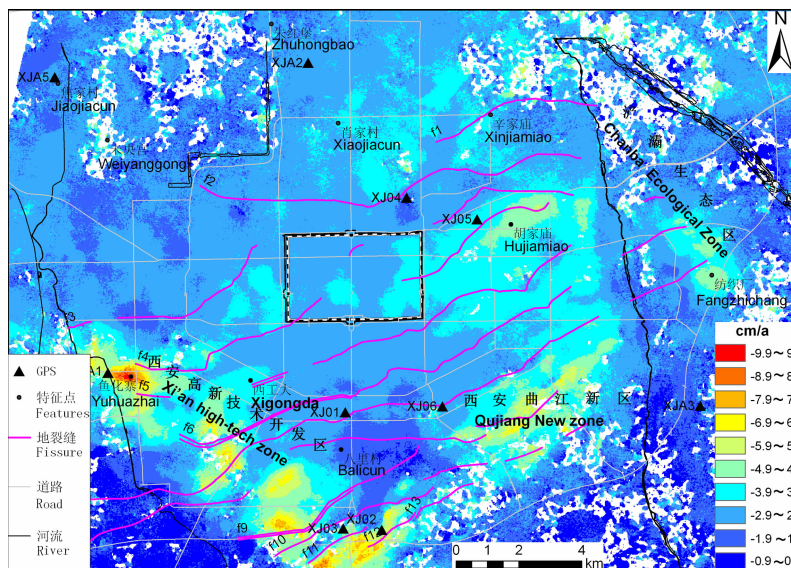 朱红堡
Zhuhongbao
N
XJA2
XJA5
焦家村
Jiaojiacun
未央宫
Weiyanggong
肖家村
Xiaojiacun
f1
辛家庙
Xinjiamiao
浐灞生态区
Chanba Ecological Zone
f2
XJ04
XJ05
胡家庙
Hujiamiao
纺织厂
Fangzhichang
f3
f4
西安高新技术开发区
Xi'an high-tech zone
A1
鱼化寨
f5
Yuhuazhai
西工大
Xigongda
f6
XJ01
XJ06
西安曲江新区
Qujiang New zone
XJA3
八里村
Balicun
f9
f10
f11
XJ03
XJ02
f12
f13
GPS
特征点
Features
地裂缝
Fissure
道路
Road
河流
River
cm/a
-9.9～9
-8.9～8
-7.9～7
-6.9～6
-5.9～5
-4.9～4
-3.9～3
-2.9～2
-1.9～1
-0.9～0
0 1 2 4
km